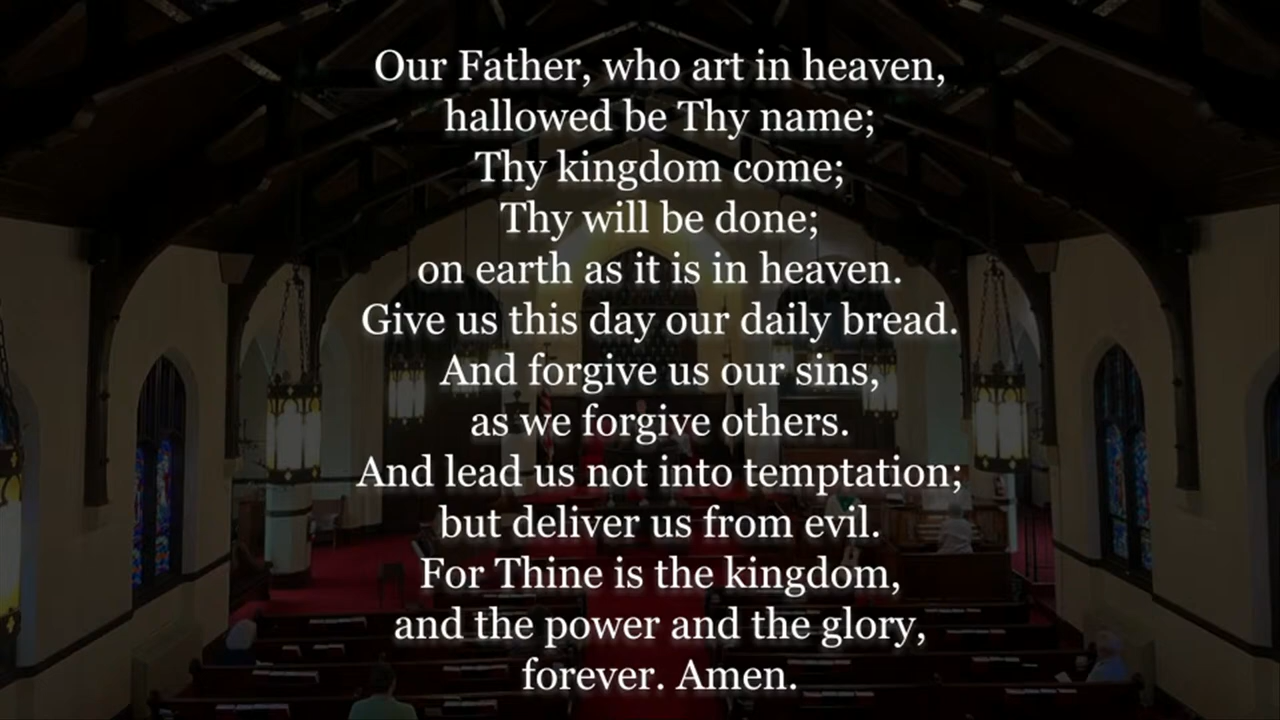 Our Father, who art in heaven,
hallowed be Thy name;
Thy kingdom come;
Thy will be done;
on earth as it is in heaven.
Give us this day our daily bread.
And forgive us our sins,
as we forgive others.
And lead us not into temptation;
but deliver us from evil.
For Thine is the kingdom,
and the power and the glory,
forever. Amen.